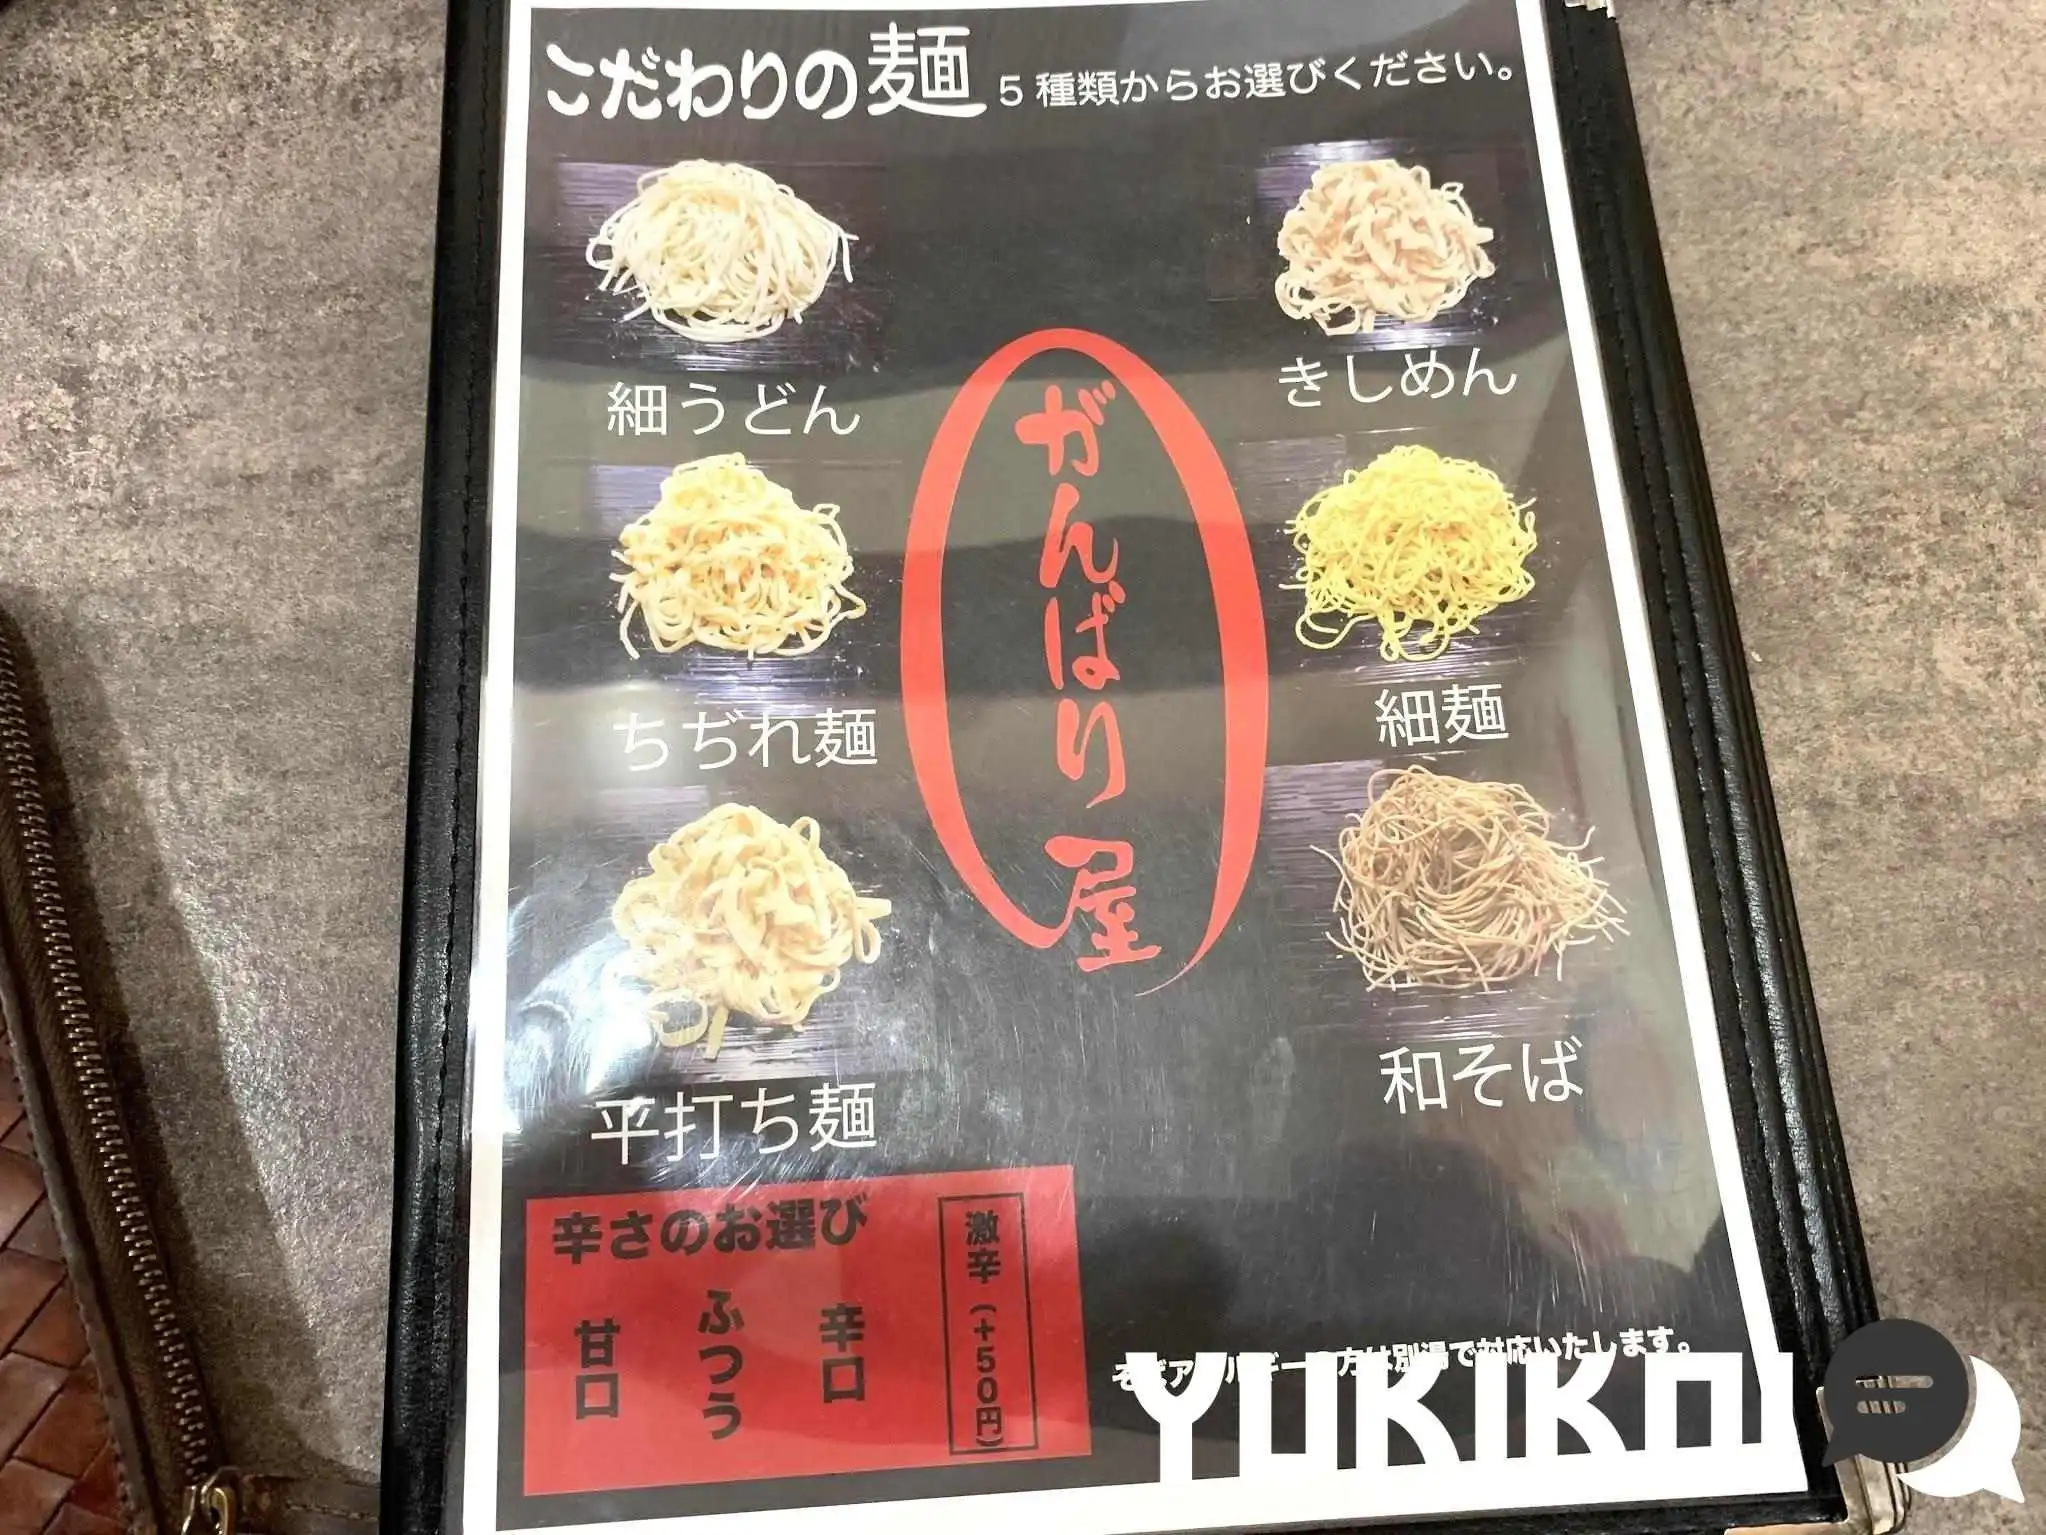 こだわりの麺 5種類からお選びください。
細うどん
きしめん
ちぢれ麺
細麺
平打ち麺
和そば
がんばり屋
辛さのお選び
甘口
ふつう
辛口
激辛(+50円)
は別湯で対応いたします。
YUKIKO